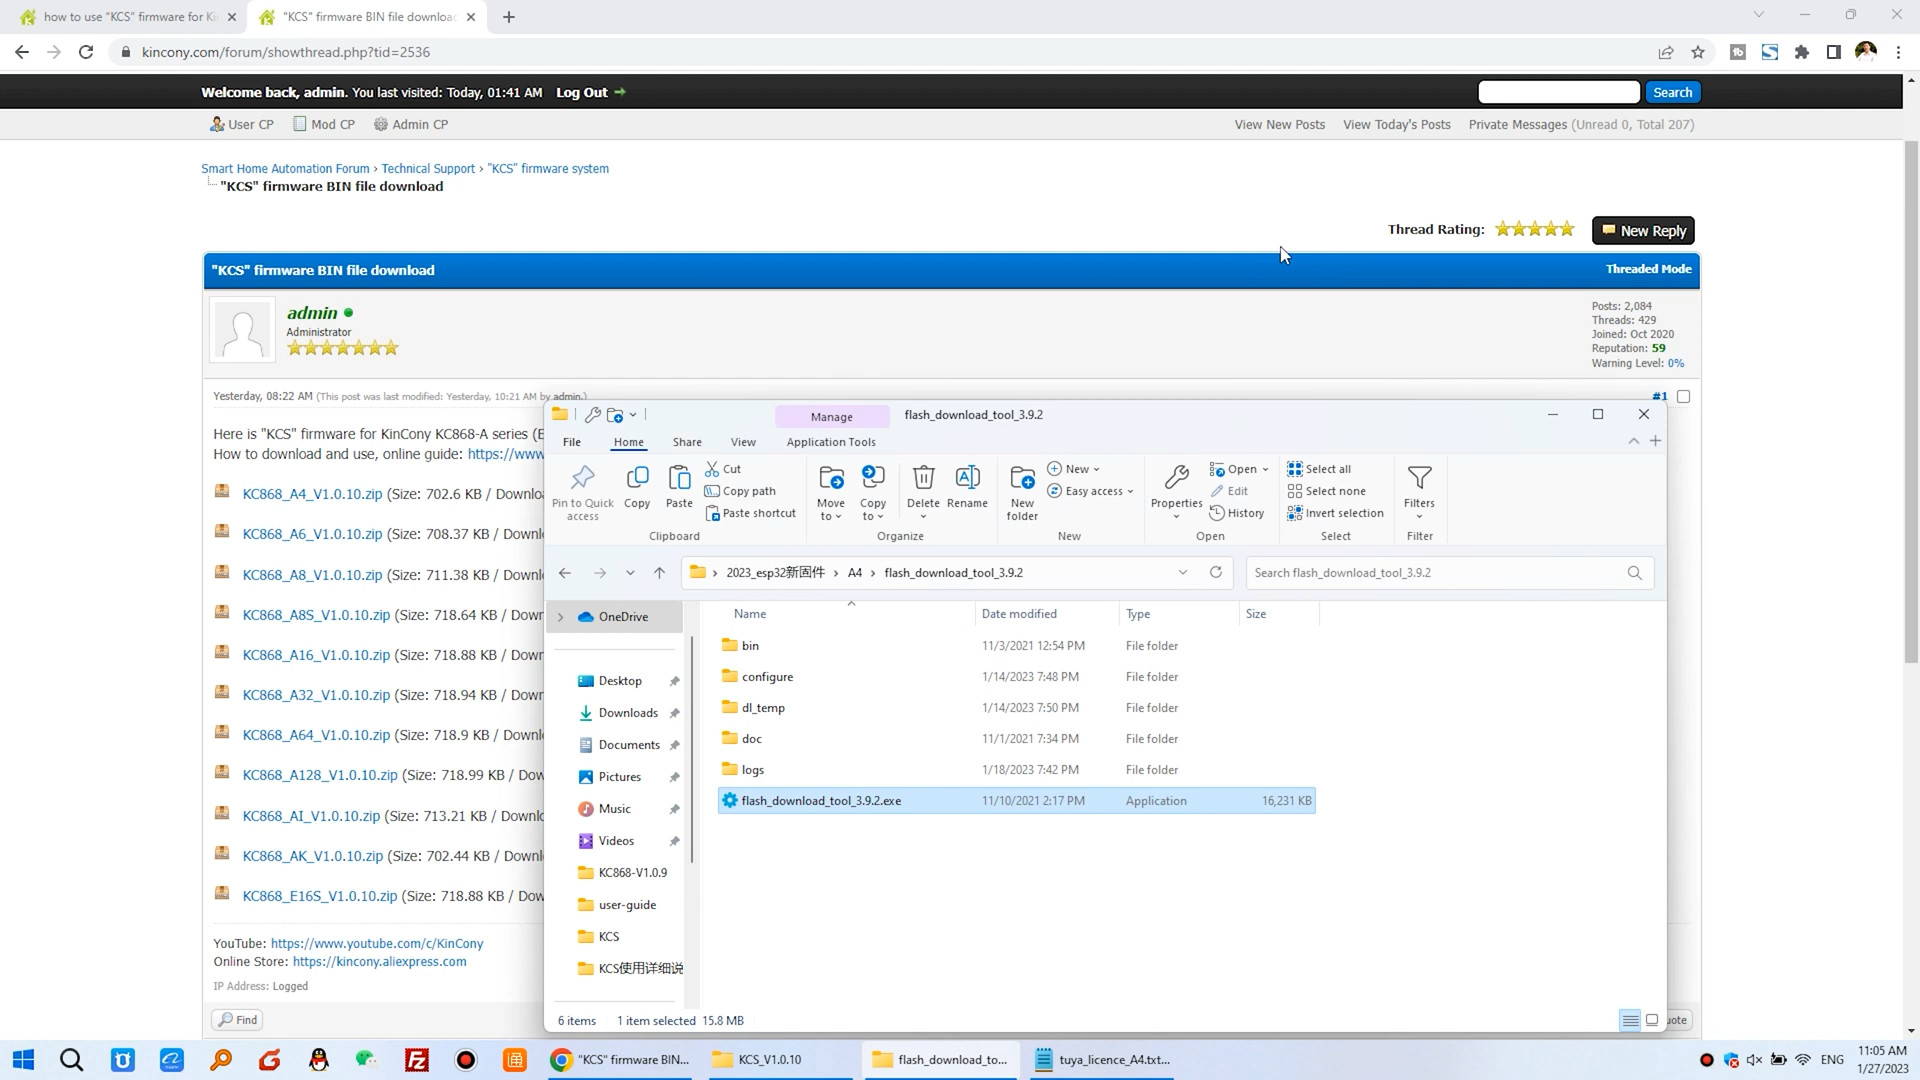 how to use "KCS" firmware for Ki
"KCS" firmware BIN file download
kincony.com/forum/showthread.php?tid=2536
Welcome back, admin. You last visited: Today, 01:41 AM Log Out
Search
User CP Mod CP Admin CP
View New Posts View Today's Posts Private Messages (Unread 0, Total 207)
Smart Home Automation Forum › Technical Support › "KCS" firmware system
"KCS" firmware BIN file download
Thread Rating:
New Reply
"KCS" firmware BIN file download
Threaded Mode
admin
Administrator
Posts: 2,084
Threads: 429
Joined: Oct 2020
Reputation: 59
Warning Level: 0%
Yesterday, 08:22 AM (This post was last modified: Yesterday, 10:21 AM by admin.)
#1
Here is "KCS" firmware for KinCony KC868-A series (E
How to download and use, online guide: https://www
KC868_A4_V1.0.10.zip (Size: 702.6 KB / Downloa
KC868_A6_V1.0.10.zip (Size: 708.37 KB / Downl
KC868_A8_V1.0.10.zip (Size: 711.38 KB / Downl
KC868_A8S_V1.0.10.zip (Size: 718.64 KB / Dow
KC868_A16_V1.0.10.zip (Size: 718.88 KB / Dow
KC868_A32_V1.0.10.zip (Size: 718.94 KB / Dow
KC868_A64_V1.0.10.zip (Size: 718.9 KB / Downl
KC868_A128_V1.0.10.zip (Size: 718.99 KB / Dow
KC868_AI_V1.0.10.zip (Size: 713.21 KB / Downl
KC868_AK_V1.0.10.zip (Size: 702.44 KB / Downl
KC868_E16S_V1.0.10.zip (Size: 718.88 KB / Dow
YouTube: https://www.youtube.com/c/KinCony
Online Store: https://kincony.aliexpress.com
IP Address: Logged
Find
uote
Manage
flash_download_tool_3.9.2
File Home Share View Application Tools
Pin to Quick access
Copy
Paste
Cut
Copy path
Paste shortcut
Clipboard
Move to
Copy to
Delete
Rename
Organize
New folder
New
Easy access
New
Properties
Open
Edit
History
Open
Select all
Select none
Invert selection
Select
Filters
Filter
2023_esp32新固件 › A4 › flash_download_tool_3.9.2
Search flash_download_tool_3.9.2
OneDrive
Desktop
Downloads
Documents
Pictures
Music
Videos
KC868-V1.0.9
user-guide
KCS
KCS使用详细说
Name Date modified Type Size
bin 11/3/2021 12:54 PM File folder
configure 1/14/2023 7:48 PM File folder
dl_temp 1/14/2023 7:50 PM File folder
doc 11/1/2021 7:34 PM File folder
logs 1/18/2023 7:42 PM File folder
flash_download_tool_3.9.2.exe 11/10/2021 2:17 PM Application 16,231 KB
6 items 1 item selected 15.8 MB
"KCS" firmware BIN...
KCS_V1.0.10
flash_download_to...
tuya_licence_A4.txt...
ENG
11:05 AM
1/27/2023